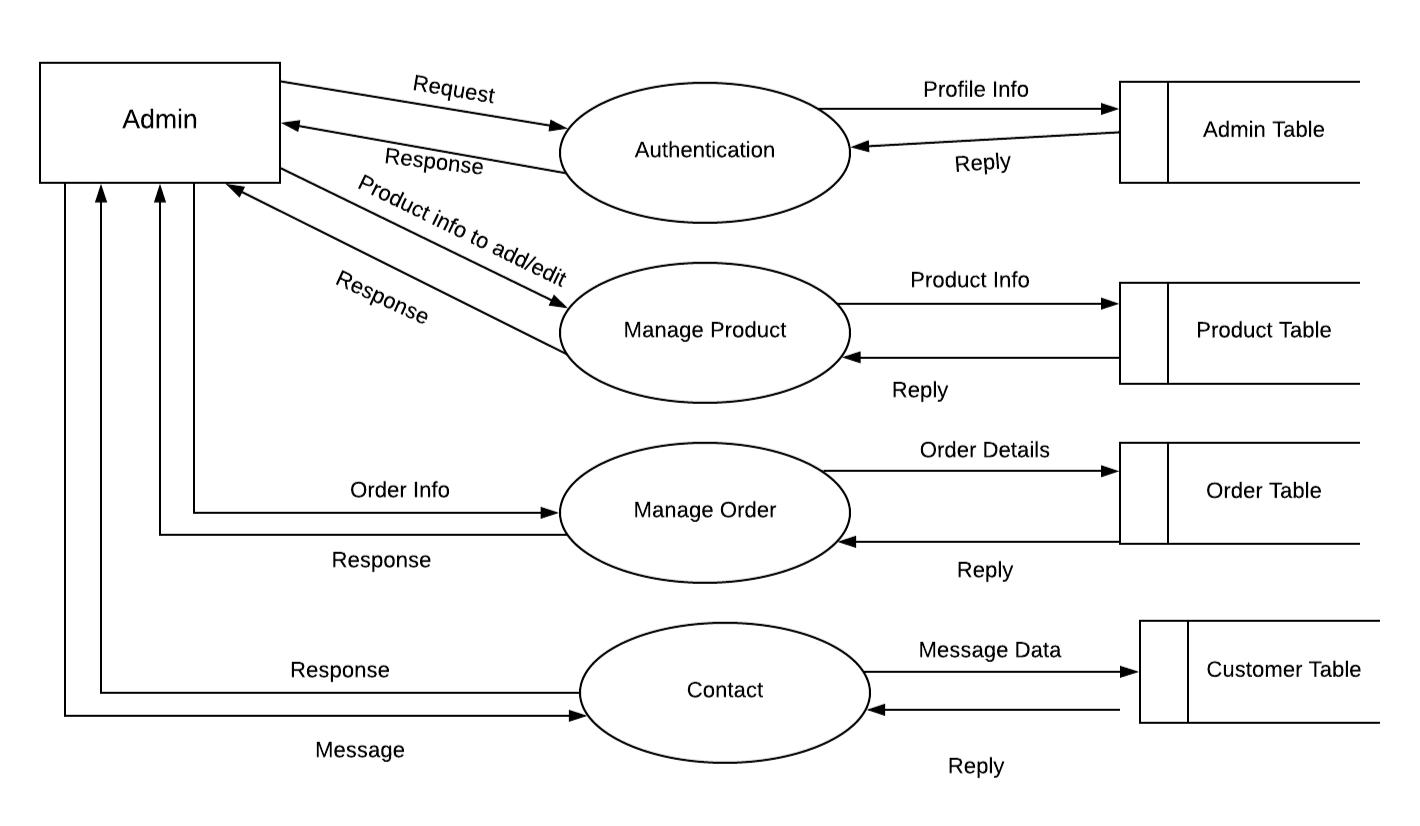 Admin
Request
Response
Authentication
Profile Info
Reply
Admin Table
Product info to add/edit
Response
Manage Product
Product Info
Reply
Product Table
Order Info
Response
Manage Order
Order Details
Reply
Order Table
Response
Message
Contact
Message Data
Reply
Customer Table